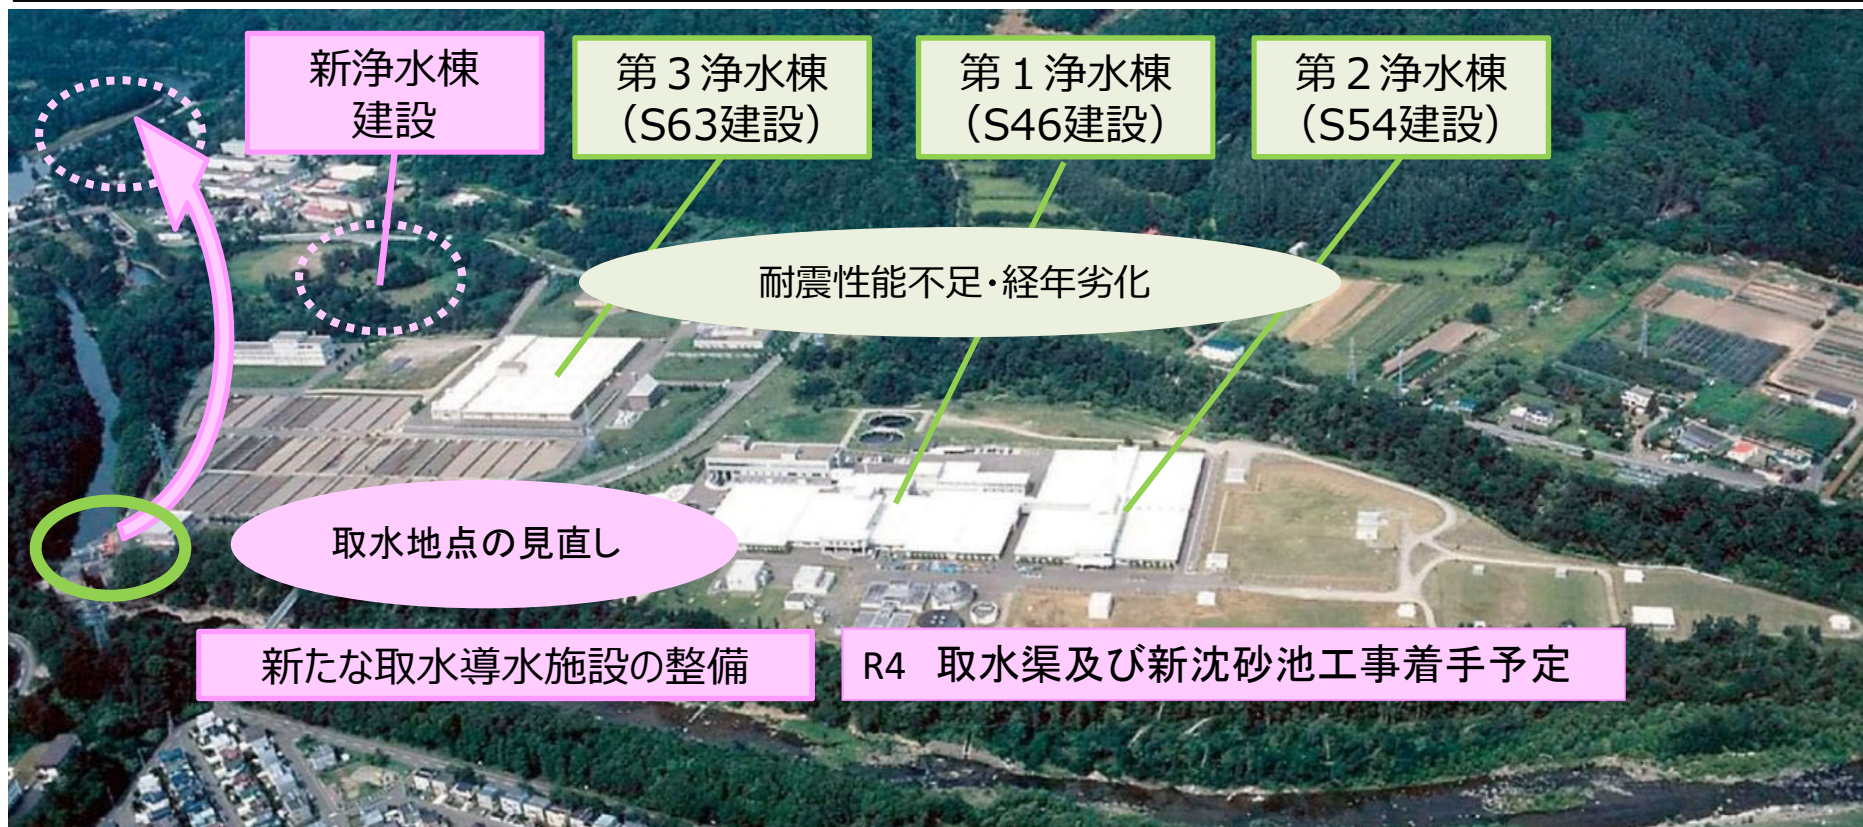 新浄水棟
建設
第３浄水棟
（S63建設）
第１浄水棟
（S46建設）
第２浄水棟
（S54建設）
耐震性能不足・経年劣化
取水地点の見直し
新たな取水導水施設の整備
R4　取水渠及び新沈砂池工事着手予定